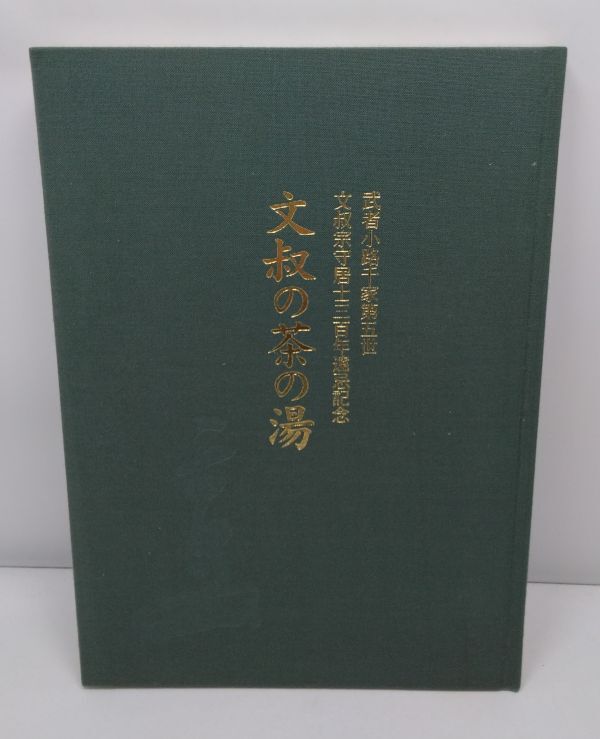 武者小路千家第五世
文叔宗守居士三百年遠忌記念
文叔の茶の湯